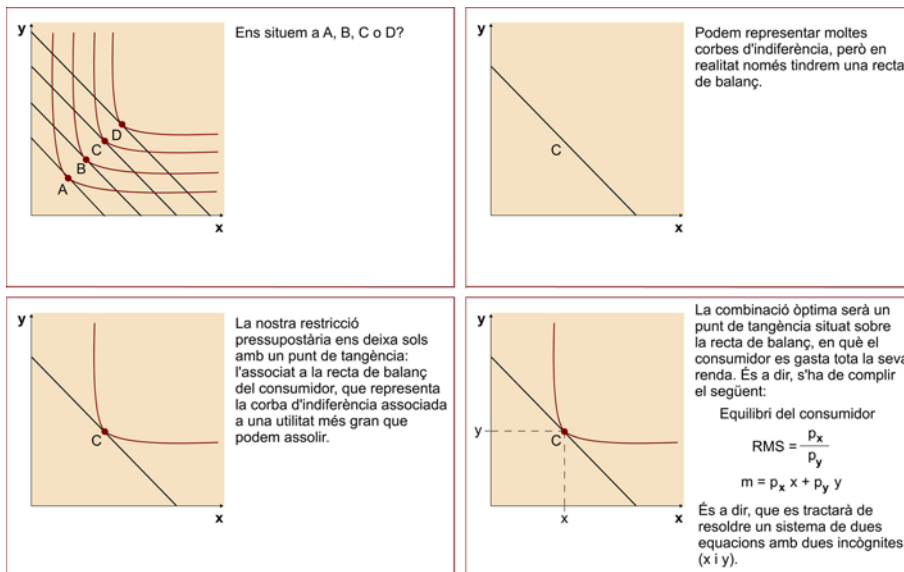 y
Ens situem a A, B, C o D?
D
C
B
A
x
y
Podem representar moltes
corbes d'indiferència, però en
realitat només tindrem una recta
de balanç.
C
x
y
La nostra restricció
pressupostària ens deixa sols
amb un punt de tangència:
l'associat a la recta de balanç
del consumidor, que representa
la corba d'indiferència associada
a una utilitat més gran que
podem assolir.
C
x
y
La combinació òptima serà un
punt de tangència situat sobre
la recta de balanç, en què el
consumidor es gasta tota la seva
renda. És a dir, s'ha de complir
el següent:
Equilibri del consumidor
RMS = px / py
m = px x + py y
És a dir, que es tractarà de
resoldre un sistema de dues
equacions amb dues incògnites
(x i y).
y
C
x
x